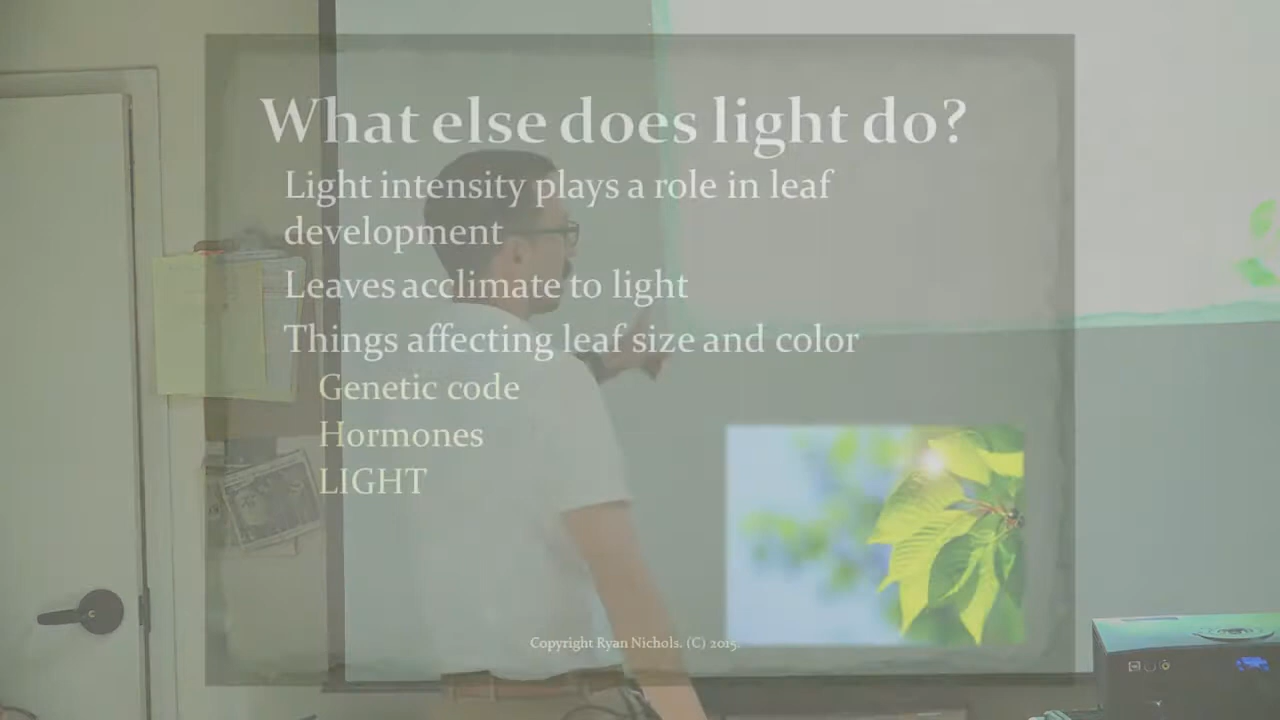 What else does light do?
Light intensity plays a role in leaf
development
Leaves acclimate to light
Things affecting leaf size and color
Genetic code
Hormones
LIGHT
Copyright Ryan Nichols. (C) 2015.